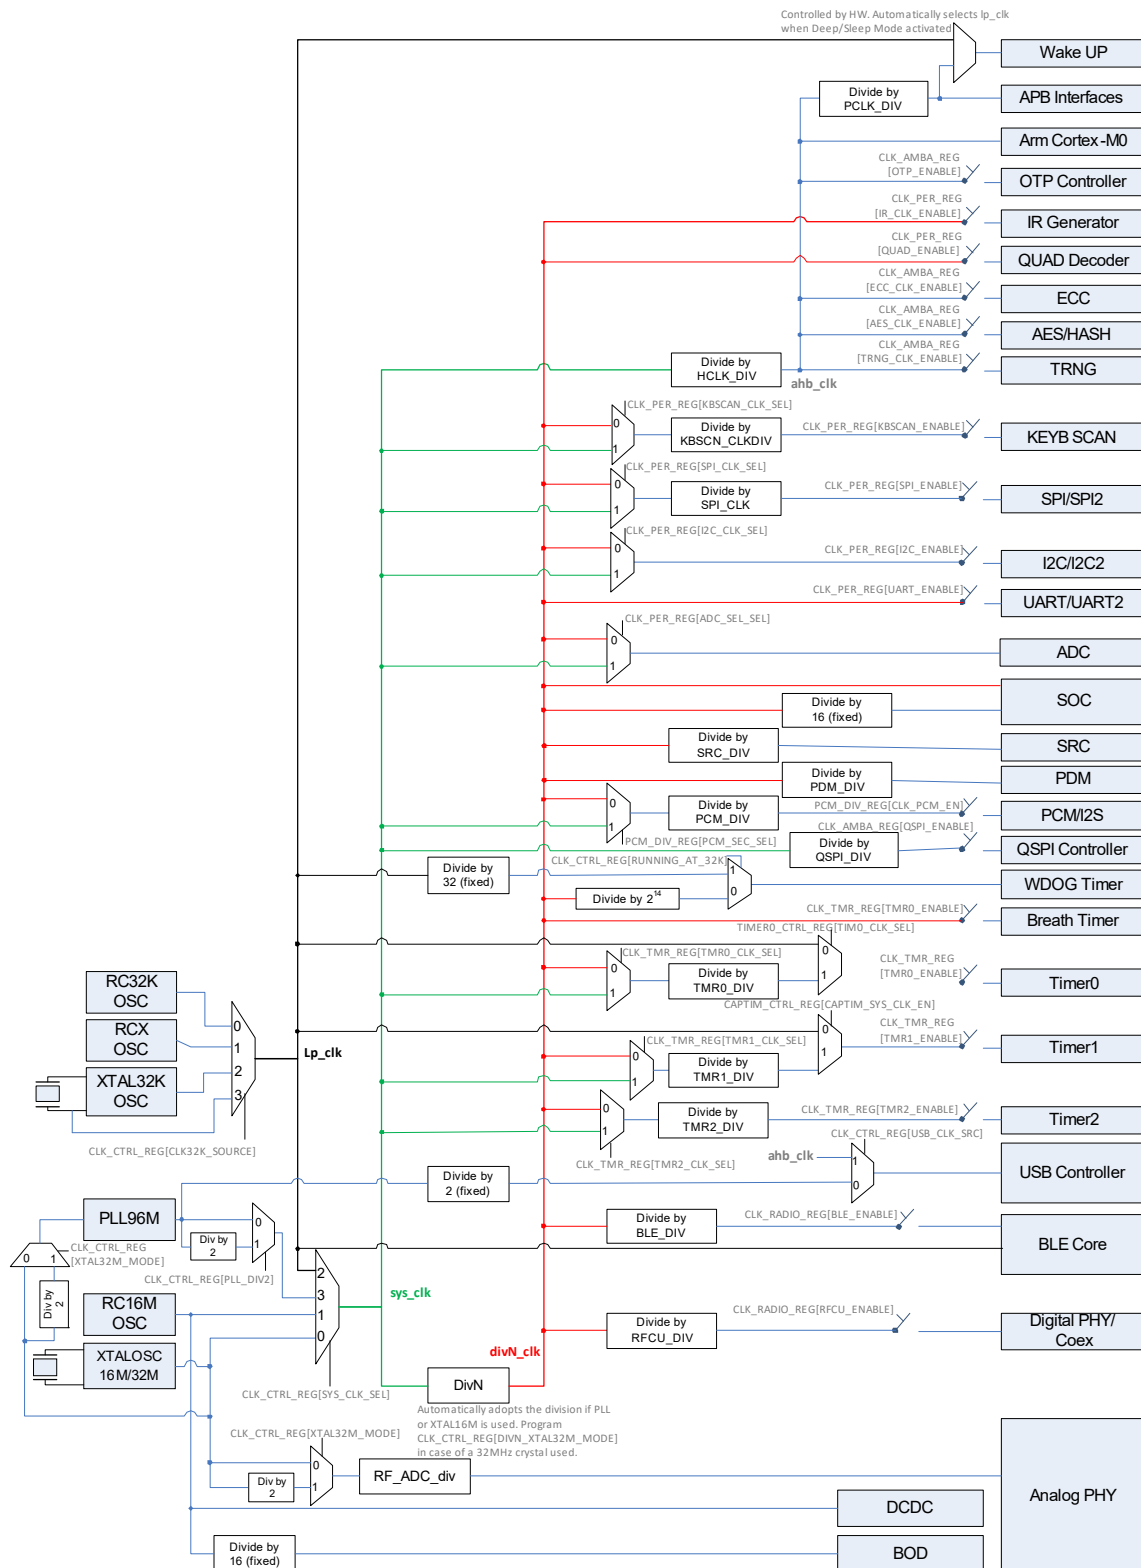 Controlled by HW. Automatically selects lp_clk
when Deep/Sleep Mode activated
Wake UP
Divide by
PCLK_DIV
APB Interfaces
Arm Cortex-M0
CLK_AMBA_REG
[OTP_ENABLE]
OTP Controller
CLK_PER_REG
[IR_CLK_ENABLE]
IR Generator
CLK_PER_REG
[QUAD_ENABLE]
QUAD Decoder
CLK_AMBA_REG
[ECC_CLK_ENABLE]
ECC
CLK_AMBA_REG
[AES_CLK_ENABLE]
AES/HASH
CLK_AMBA_REG
[TRNG_CLK_ENABLE]
TRNG
Divide by
HCLK_DIV
ahb_clk
CLK_PER_REG[KBSCAN_CLK_SEL]
0
1
Divide by
KBSCN_CLKDIV
CLK_PER_REG[KBSCAN_ENABLE]
KEYB SCAN
CLK_PER_REG[SPI_CLK_SEL]
0
1
Divide by
SPI_CLK
CLK_PER_REG[SPI_ENABLE]
SPI/SPI2
CLK_PER_REG[I2C_CLK_SEL]
0
1
CLK_PER_REG[I2C_ENABLE]
I2C/I2C2
CLK_PER_REG[UART_ENABLE]
UART/UART2
CLK_PER_REG[ADC_SEL_SEL]
0
1
ADC
Divide by
16 (fixed)
SOC
Divide by
SRC_DIV
SRC
Divide by
PDM_DIV
PDM
0
1
Divide by
PCM_DIV
PCM_DIV_REG[CLK_PCM_EN]
PCM/I2S
PCM_DIV_REG[PCM_SEC_SEL]
CLK_AMBA_REG[QSPI_ENABLE]
Divide by
QSPI_DIV
QSPI Controller
CLK_CTRL_REG[RUNNING_AT_32K]
Divide by
32 (fixed)
1
0
Divide by 2¹⁴
WDOG Timer
CLK_TMR_REG[TMR0_ENABLE]
Breath Timer
TIMER0_CTRL_REG[TIM0_CLK_SEL]
CLK_TMR_REG[TMR0_CLK_SEL]
0
1
Divide by
TMR0_DIV
0
1
CLK_TMR_REG
[TMR0_ENABLE]
Timer0
CAPTIM_CTRL_REG[CAPTIM_SYS_CLK_EN]
CLK_TMR_REG[TMR1_CLK_SEL]
0
1
Divide by
TMR1_DIV
0
1
CLK_TMR_REG
[TMR1_ENABLE]
Timer1
RC32K
OSC
RCX
OSC
XTAL32K
OSC
0
1
2
3
Lp_clk
CLK_CTRL_REG[CLK32K_SOURCE]
0
1
Divide by
TMR2_DIV
CLK_TMR_REG[TMR2_ENABLE]
Timer2
CLK_TMR_REG[TMR2_CLK_SEL]
CLK_CTRL_REG[USB_CLK_SRC]
ahb_clk
1
0
Divide by
2 (fixed)
USB Controller
PLL96M
Div by
2
0
1
CLK_CTRL_REG[PLL_DIV2]
0 1
CLK_CTRL_REG
[XTAL32M_MODE]
Div by
2
Divide by
BLE_DIV
CLK_RADIO_REG[BLE_ENABLE]
BLE Core
RC16M
OSC
XTALOSC
16M/32M
2
3
1
0
sys_clk
CLK_CTRL_REG[SYS_CLK_SEL]
Divide by
RFCU_DIV
CLK_RADIO_REG[RFCU_ENABLE]
Digital PHY/
Coex
divN_clk
DivN
Automatically adopts the division if PLL
or XTAL16M is used. Program
CLK_CTRL_REG[DIVN_XTAL32M_MODE]
in case of a 32MHz crystal used.
CLK_CTRL_REG[XTAL32M_MODE]
Div by
2
0
1
RF_ADC_div
Analog PHY
DCDC
Divide by
16 (fixed)
BOD